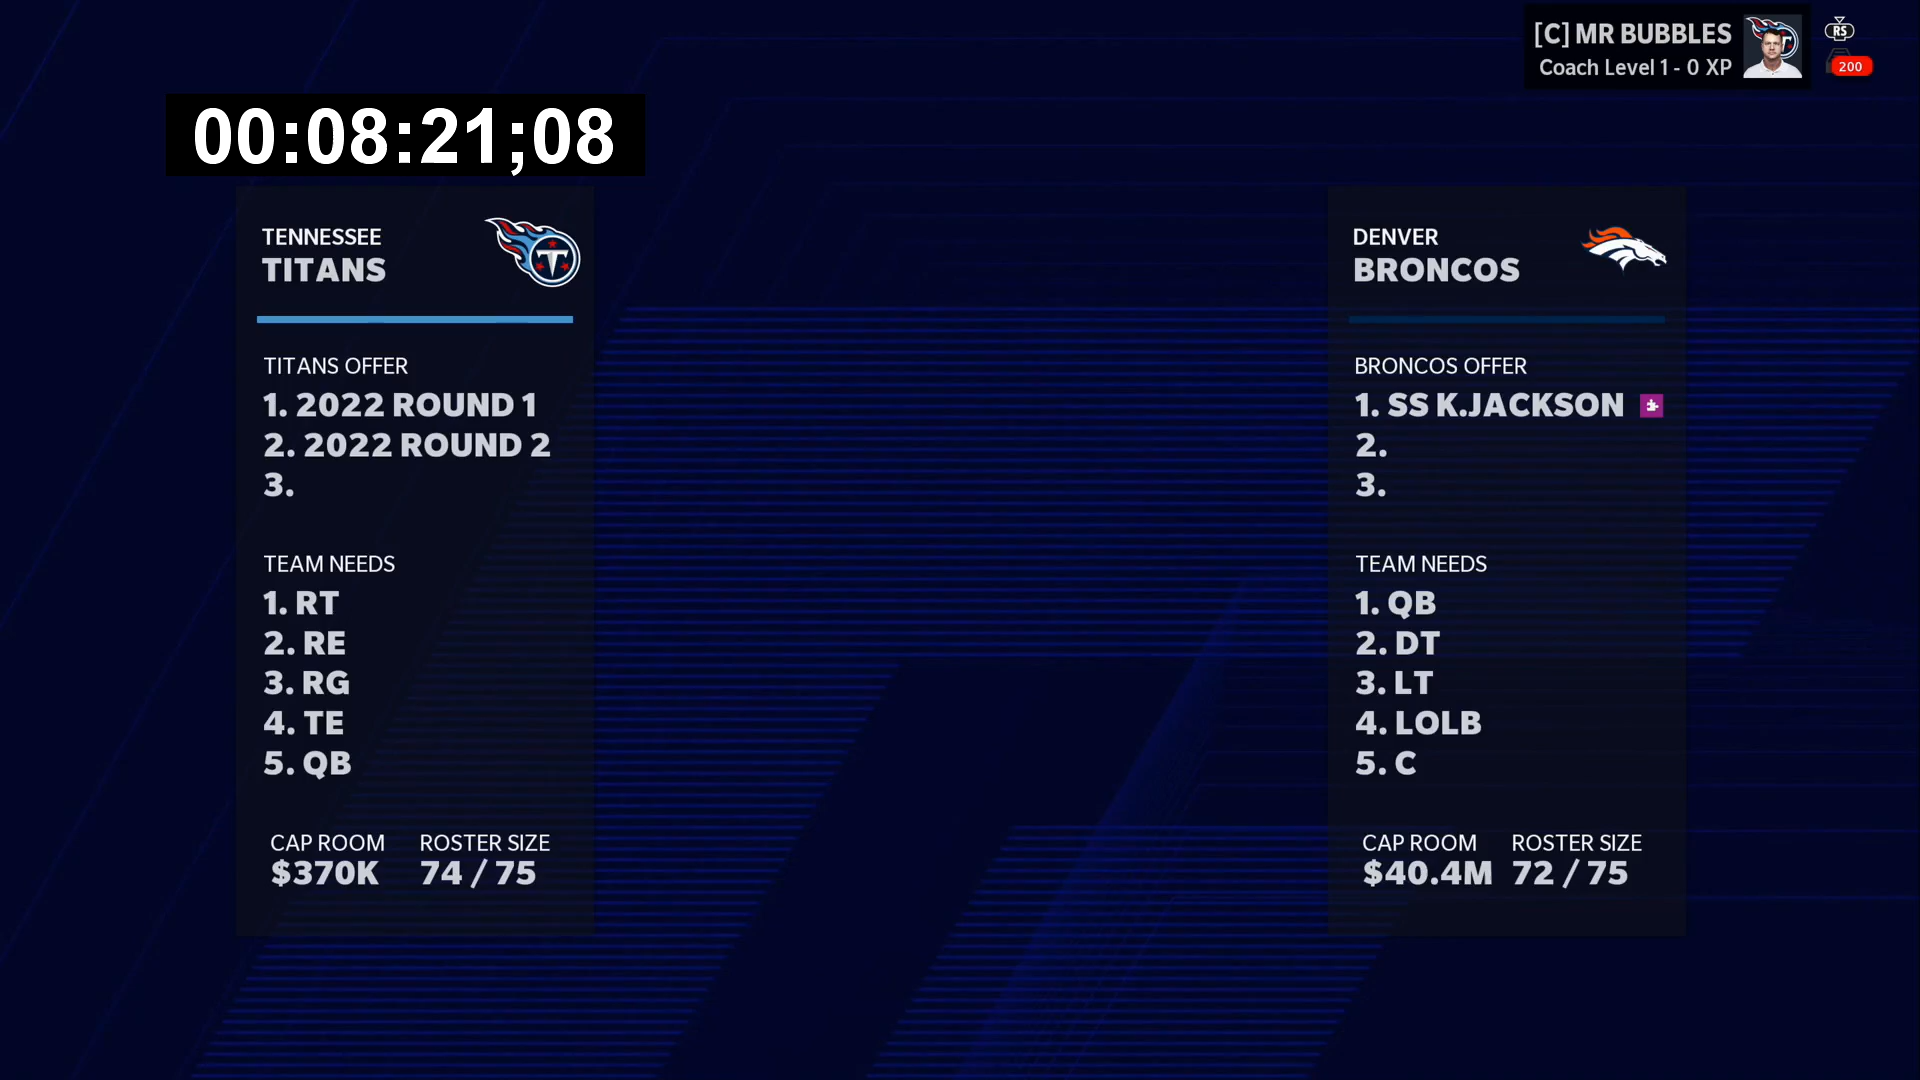 [C] MR BUBBLES
Coach Level 1 - 0 XP
RS
200
00:08:21;08
TENNESSEE
TITANS
TITANS OFFER
1. 2022 ROUND 1
2. 2022 ROUND 2
3.
TEAM NEEDS
1. RT
2. RE
3. RG
4. TE
5. QB
CAP ROOM ROSTER SIZE
$370K 74 / 75
DENVER
BRONCOS
BRONCOS OFFER
1. SS K.JACKSON
2.
3.
TEAM NEEDS
1. QB
2. DT
3. LT
4. LOLB
5. C
CAP ROOM ROSTER SIZE
$40.4M 72 / 75